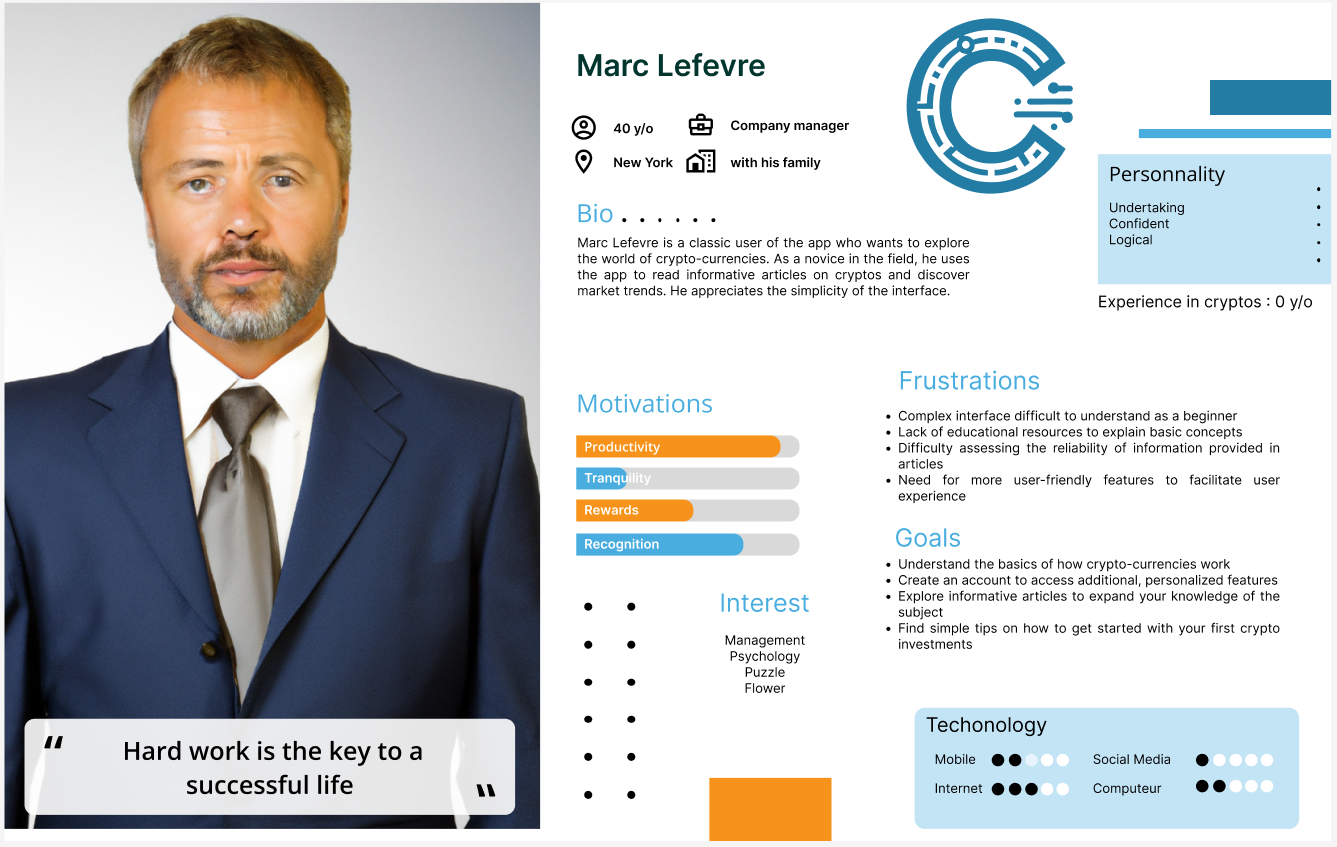 Marc Lefevre
40 y/o
Company manager
New York
with his family
Bio . . . . . .
Marc Lefevre is a classic user of the app who wants to explore
the world of crypto-currencies. As a novice in the field, he uses
the app to read informative articles on cryptos and discover
market trends. He appreciates the simplicity of the interface.
Personnality
Undertaking
Confident
Logical
Experience in cryptos : 0 y/o
Motivations
Productivity
Tranquility
Rewards
Recognition
Interest
Management
Psychology
Puzzle
Flower
Frustrations
• Complex interface difficult to understand as a beginner
• Lack of educational resources to explain basic concepts
• Difficulty assessing the reliability of information provided in
articles
• Need for more user-friendly features to facilitate user
experience
Goals
• Understand the basics of how crypto-currencies work
• Create an account to access additional, personalized features
• Explore informative articles to expand your knowledge of the
subject
• Find simple tips on how to get started with your first crypto
investments
Techonology
Mobile
Social Media
Internet
Computeur
“ Hard work is the key to a
successful life "